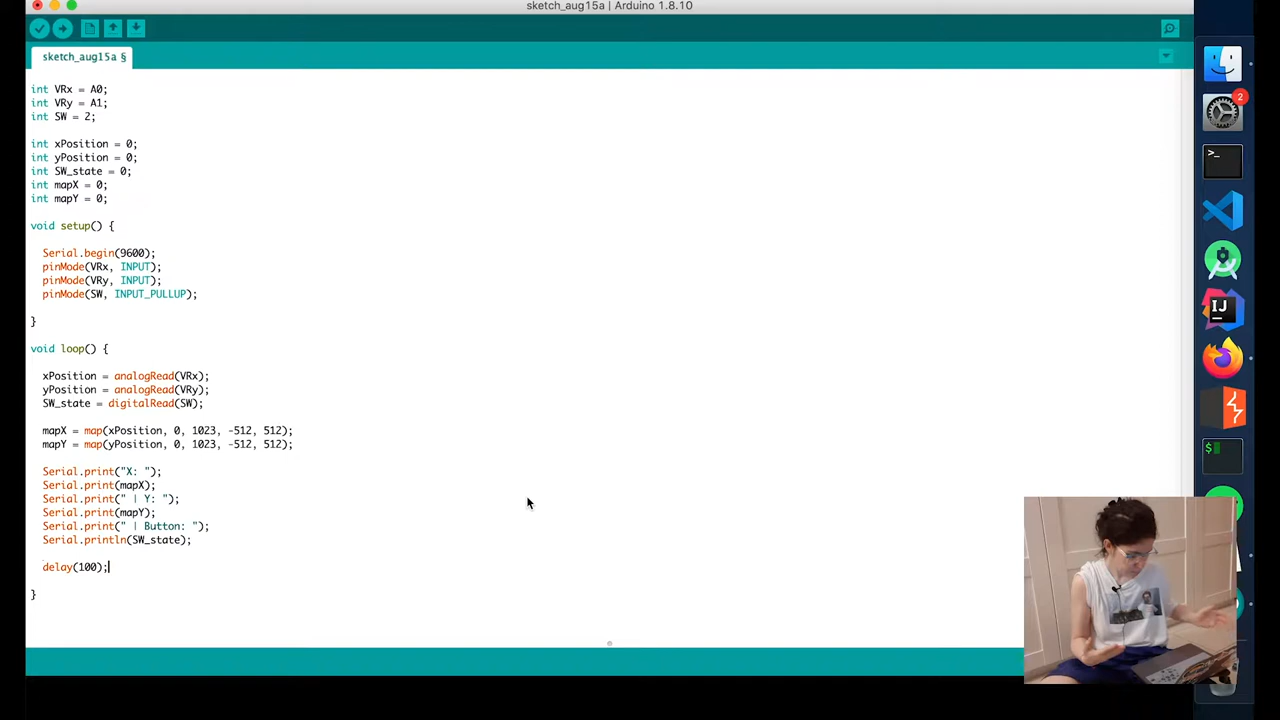 sketch_aug15a | Arduino 1.8.10
sketch_aug15a §
int VRx = A0;
int VRy = A1;
int SW = 2;
int xPosition = 0;
int yPosition = 0;
int SW_state = 0;
int mapX = 0;
int mapY = 0;
void setup() {
Serial.begin(9600);
pinMode(VRx, INPUT);
pinMode(VRy, INPUT);
pinMode(SW, INPUT_PULLUP);
}
void loop() {
xPosition = analogRead(VRx);
yPosition = analogRead(VRy);
SW_state = digitalRead(SW);
mapX = map(xPosition, 0, 1023, -512, 512);
mapY = map(yPosition, 0, 1023, -512, 512);
Serial.print("X: ");
Serial.print(mapX);
Serial.print(" | Y: ");
Serial.print(mapY);
Serial.print(" | Button: ");
Serial.println(SW_state);
delay(100);
}
2
>_
IJ
$